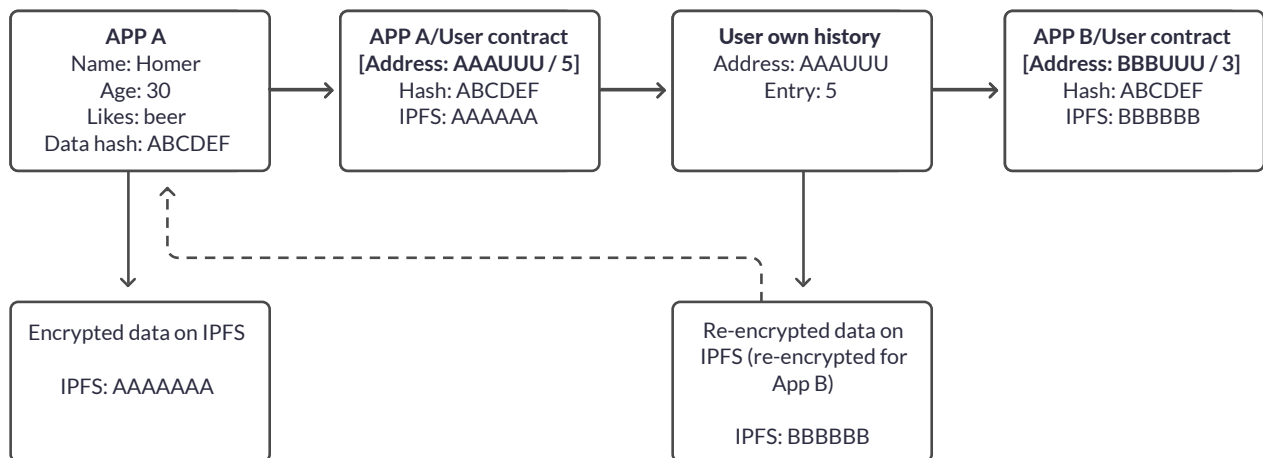 APP A
Name: Homer
Age: 30
Likes: beer
Data hash: ABCDEF
APP A/User contract
[Address: AAAUUU / 5]
Hash: ABCDEF
IPFS: AAAAAA
User own history
Address: AAAUUU
Entry: 5
APP B/User contract
[Address: BBBUUU / 3]
Hash: ABCDEF
IPFS: BBBBBB
Encrypted data on IPFS
IPFS: AAAAAAA
Re-encrypted data on
IPFS (re-encrypted for
App B)
IPFS: BBBBBB